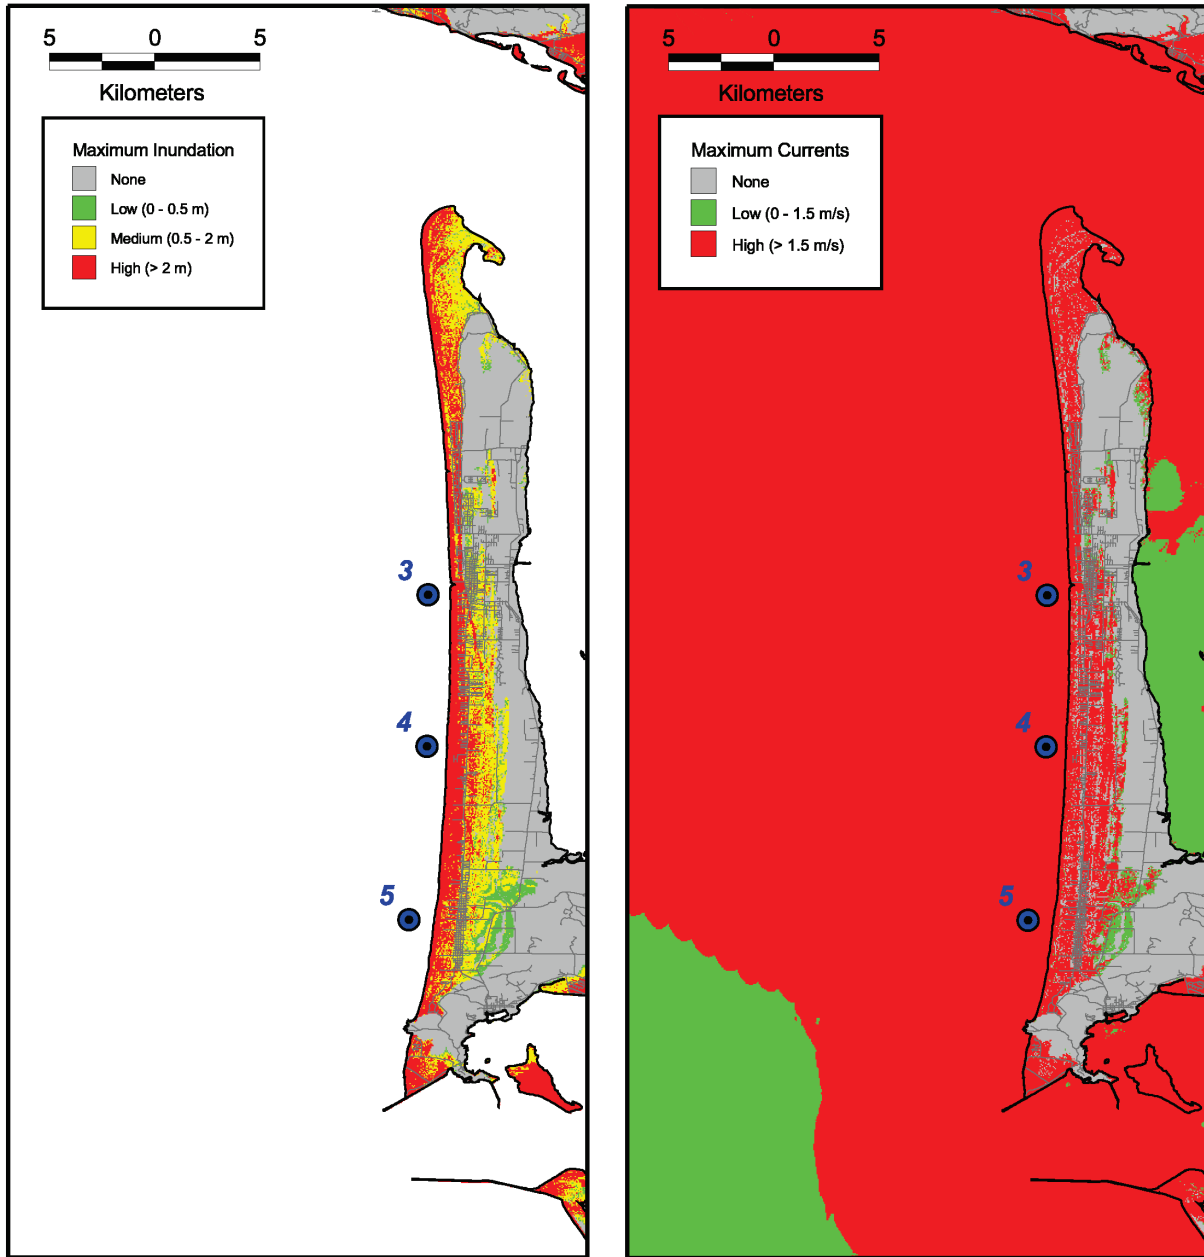 5 0 5
Kilometers
Maximum Inundation
None
Low (0 - 0.5 m)
Medium (0.5 - 2 m)
High (> 2 m)
3
4
5
5 0 5
Kilometers
Maximum Currents
None
Low (0 - 1.5 m/s)
High (> 1.5 m/s)
3
4
5